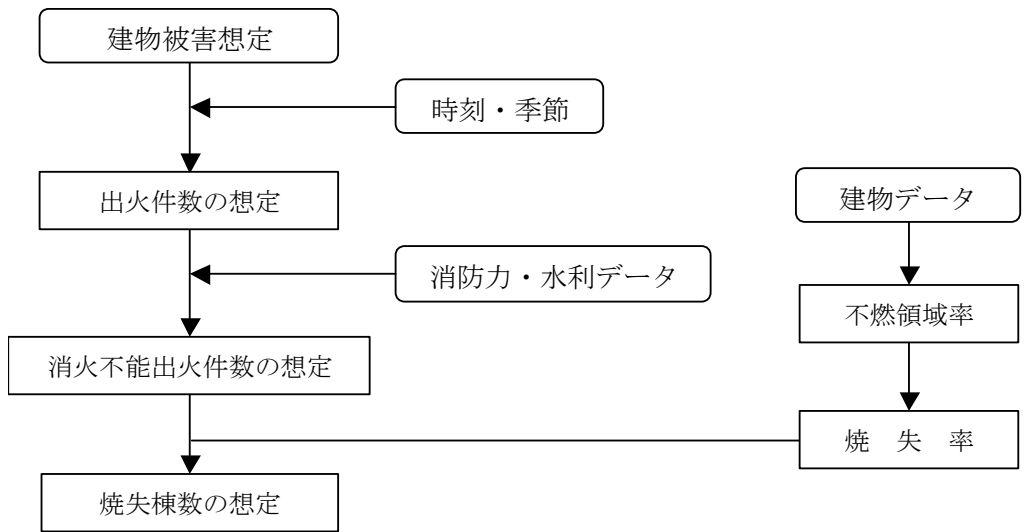 建物被害想定
時刻・季節
出火件数の想定
建物データ
消防力・水利データ
不燃領域率
消火不能出火件数の想定
焼 失 率
焼失棟数の想定